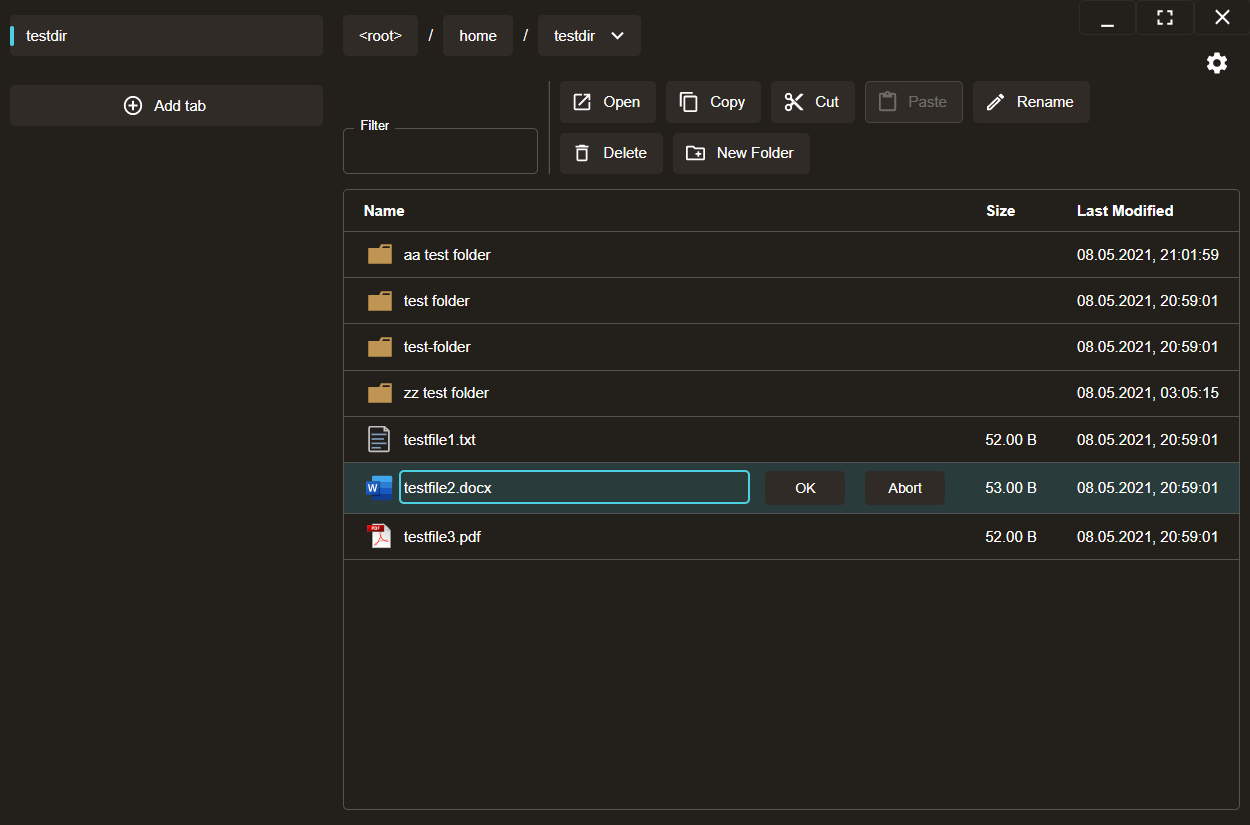 testdir
<root> / home / testdir
Add tab
Filter
Open Copy Cut Paste Rename
Delete New Folder
Name Size Last Modified
aa test folder 08.05.2021, 21:01:59
test folder 08.05.2021, 20:59:01
test-folder 08.05.2021, 20:59:01
zz test folder 08.05.2021, 03:05:15
testfile1.txt 52.00 B 08.05.2021, 20:59:01
W testfile2.docx OK Abort 53.00 B 08.05.2021, 20:59:01
PDF testfile3.pdf 52.00 B 08.05.2021, 20:59:01